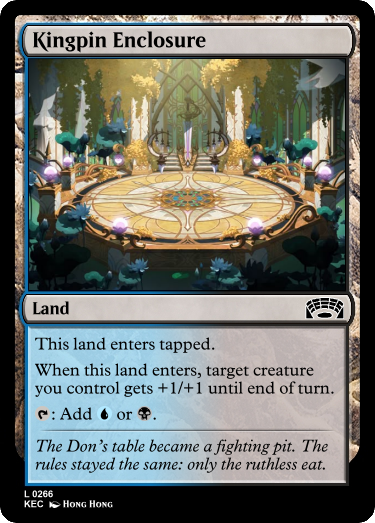 Kingpin Enclosure
Land
This land enters tapped.
When this land enters, target creature
you control gets +1/+1 until end of turn.
: Add or .
The Don's table became a fighting pit. The
rules stayed the same: only the ruthless eat.
L 0266
KEC Hong Hong